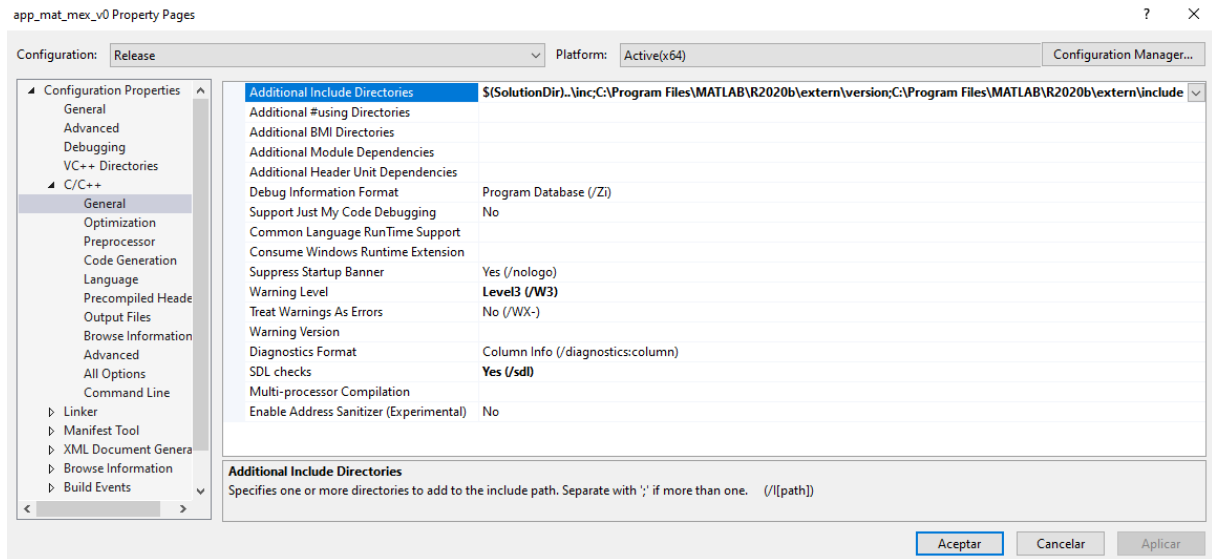 app_mat_mex_v0 Property Pages ? ×
Configuration: Release Platform: Active(x64) Configuration Manager...
Configuration Properties
General
Advanced
Debugging
VC++ Directories
C/C++
General
Optimization
Preprocessor
Code Generation
Language
Precompiled Heade
Output Files
Browse Information
Advanced
All Options
Command Line
Linker
Manifest Tool
XML Document Genera
Browse Information
Build Events
Additional Include Directories $(SolutionDir)..\inc;C:\Program Files\MATLAB\R2020b\extern\version;C:\Program Files\MATLAB\R2020b\extern\include
Additional #using Directories
Additional BMI Directories
Additional Module Dependencies
Additional Header Unit Dependencies
Debug Information Format Program Database (/Zi)
Support Just My Code Debugging No
Common Language RunTime Support
Consume Windows Runtime Extension
Suppress Startup Banner Yes (/nologo)
Warning Level Level3 (/W3)
Treat Warnings As Errors No (/WX-)
Warning Version
Diagnostics Format Column Info (/diagnostics:column)
SDL checks Yes (/sdl)
Multi-processor Compilation
Enable Address Sanitizer (Experimental) No
Additional Include Directories
Specifies one or more directories to add to the include path. Separate with ';' if more than one. (/I[path])
Aceptar Cancelar Aplicar